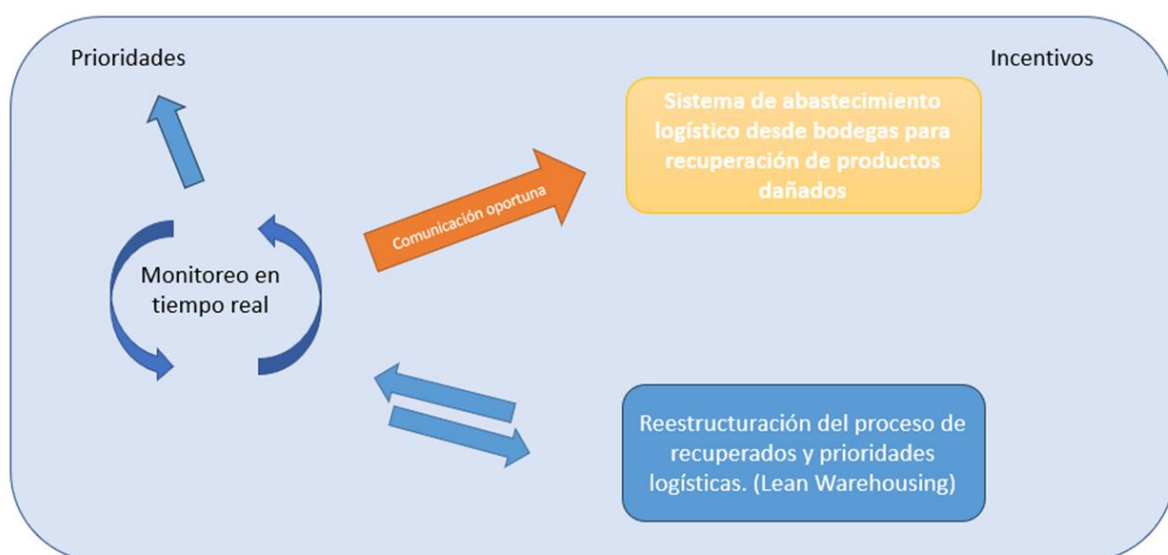 Prioridades
Incentivos
Sistema de abastecimiento
logístico desde bodegas para
recuperación de productos
dañados
Comunicación oportuna
Monitoreo en
tiempo real
Reestructuración del proceso de
recuperados y prioridades
logísticas. (Lean Warehousing)